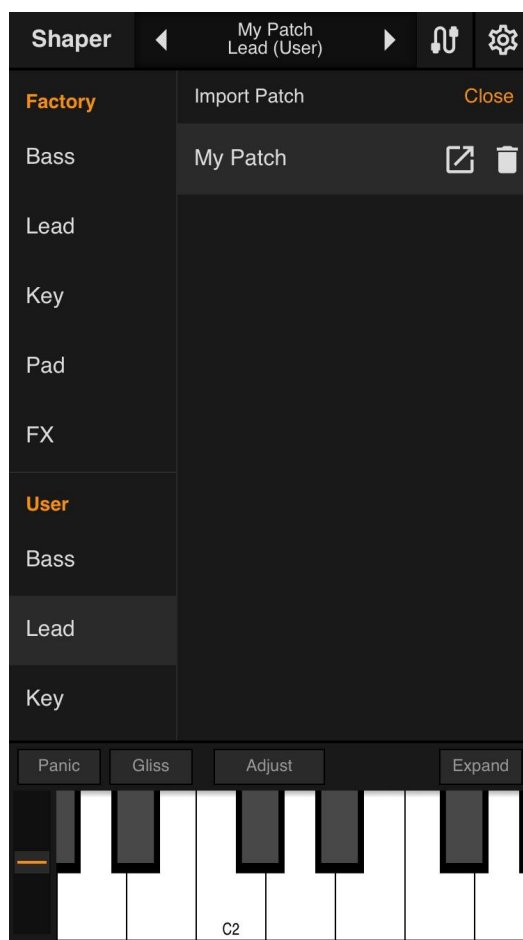 Shaper
My Patch
Lead (User)
Factory
Bass
Lead
Key
Pad
FX
User
Bass
Lead
Key
Import Patch
Close
My Patch
Panic
Gliss
Adjust
Expand
C2